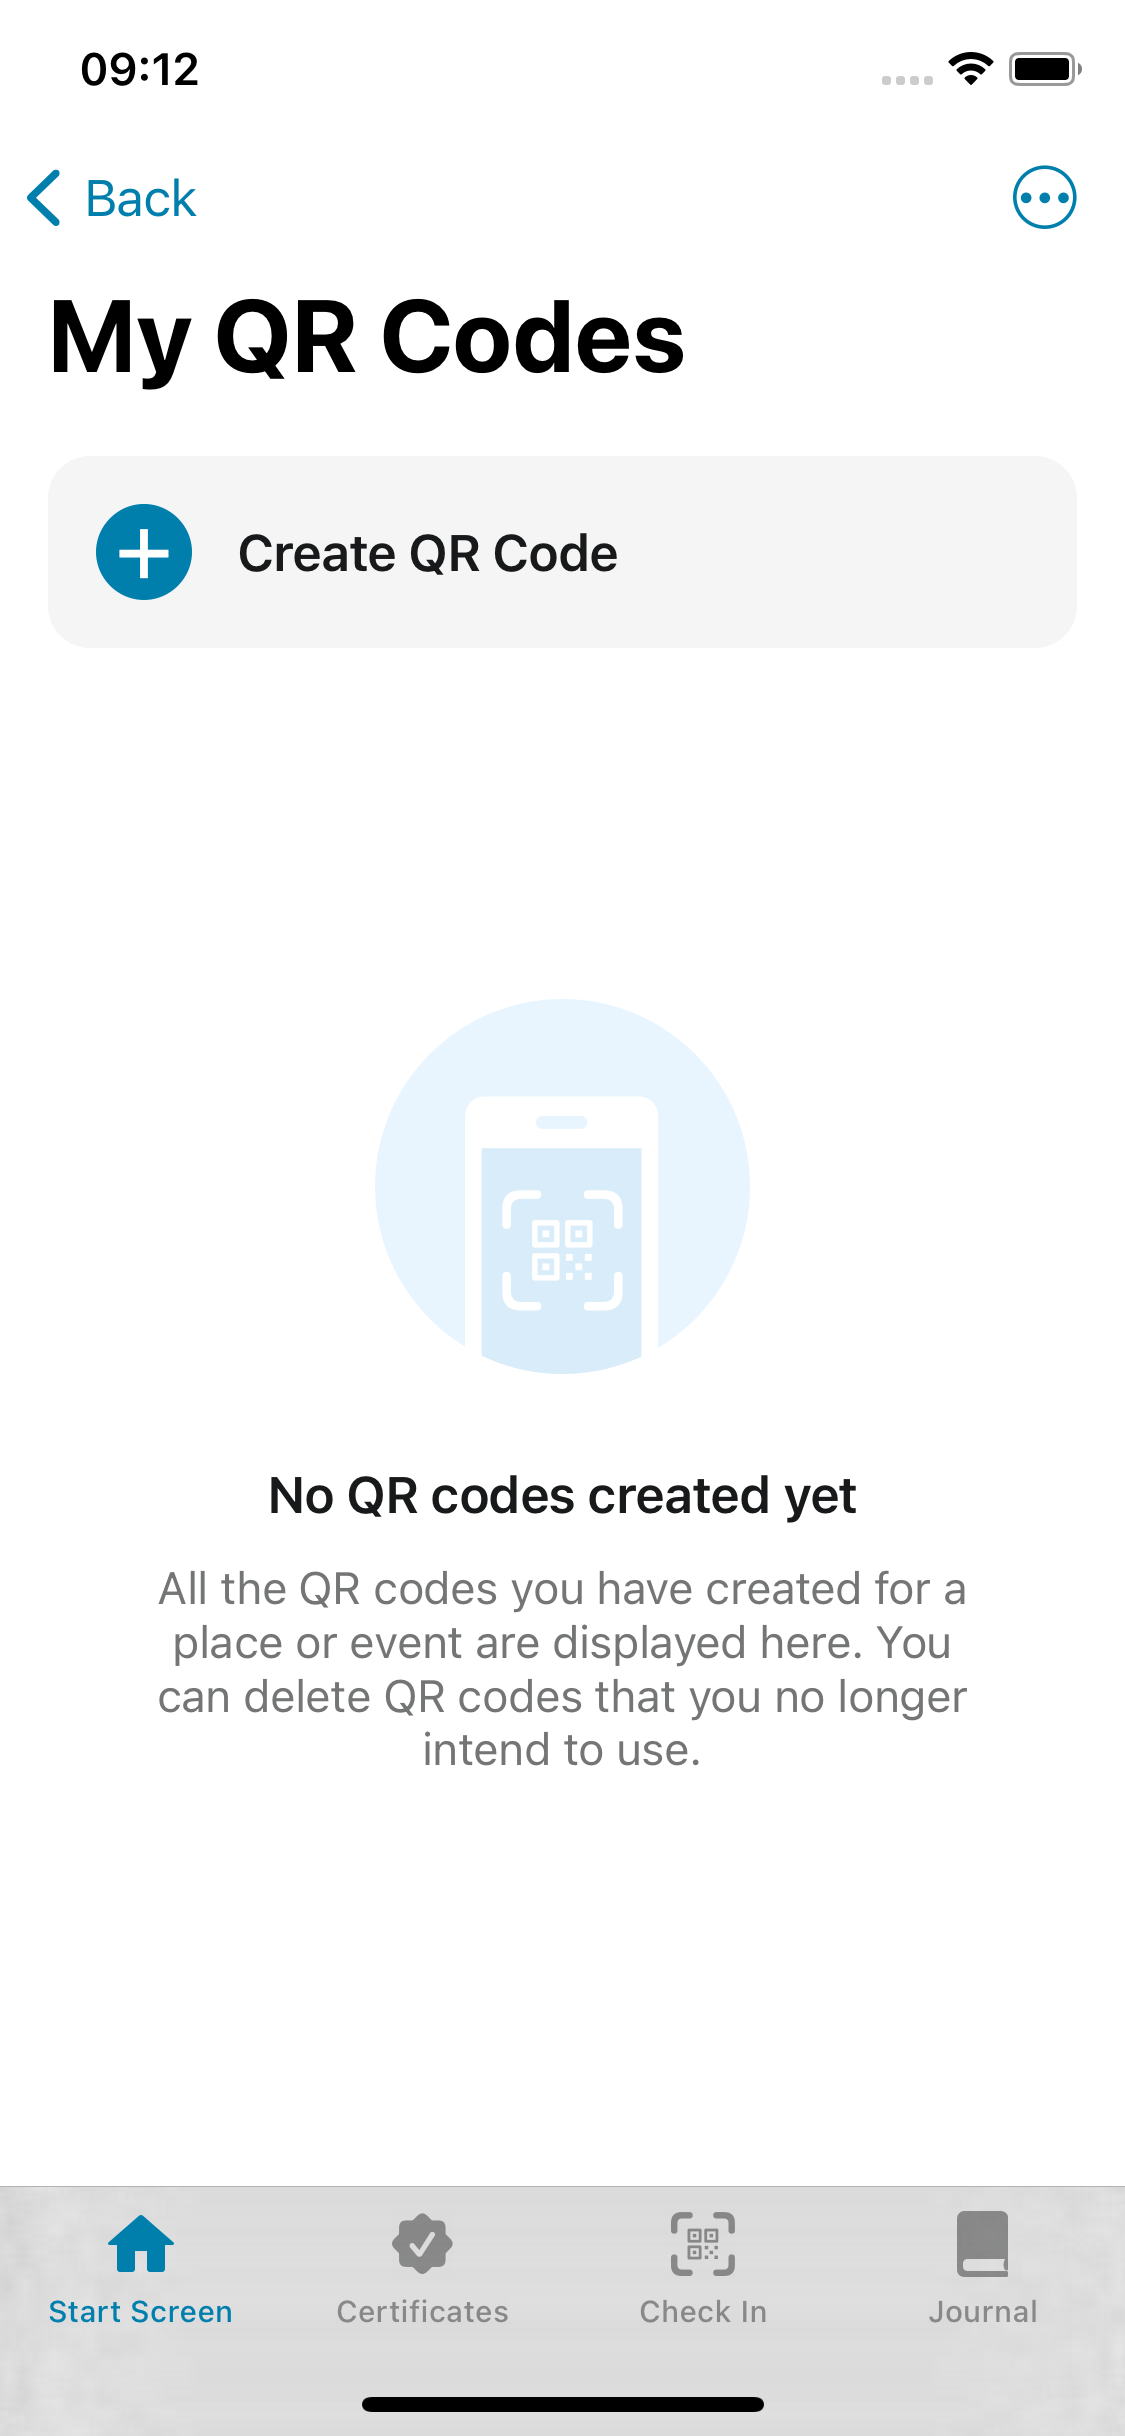 09:12
Back
My QR Codes
Create QR Code
No QR codes created yet
All the QR codes you have created for a
place or event are displayed here. You
can delete QR codes that you no longer
intend to use.
Start Screen
Certificates
Check In
Journal